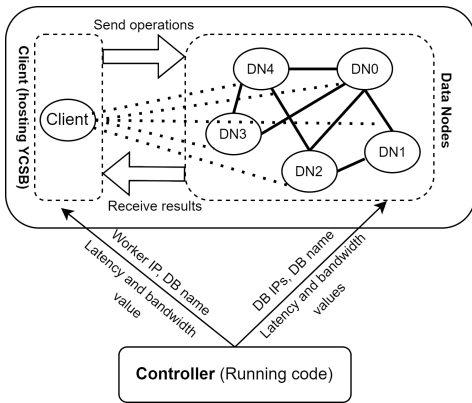 Send operations
Client (hosting YCSB)
Client
DN4
DN0
DN3
DN1
DN2
Data Nodes
Receive results
Worker IP, DB name
Latency and bandwidth
value
DB IPs, DB name
Latency and bandwidth
values
Controller (Running code)